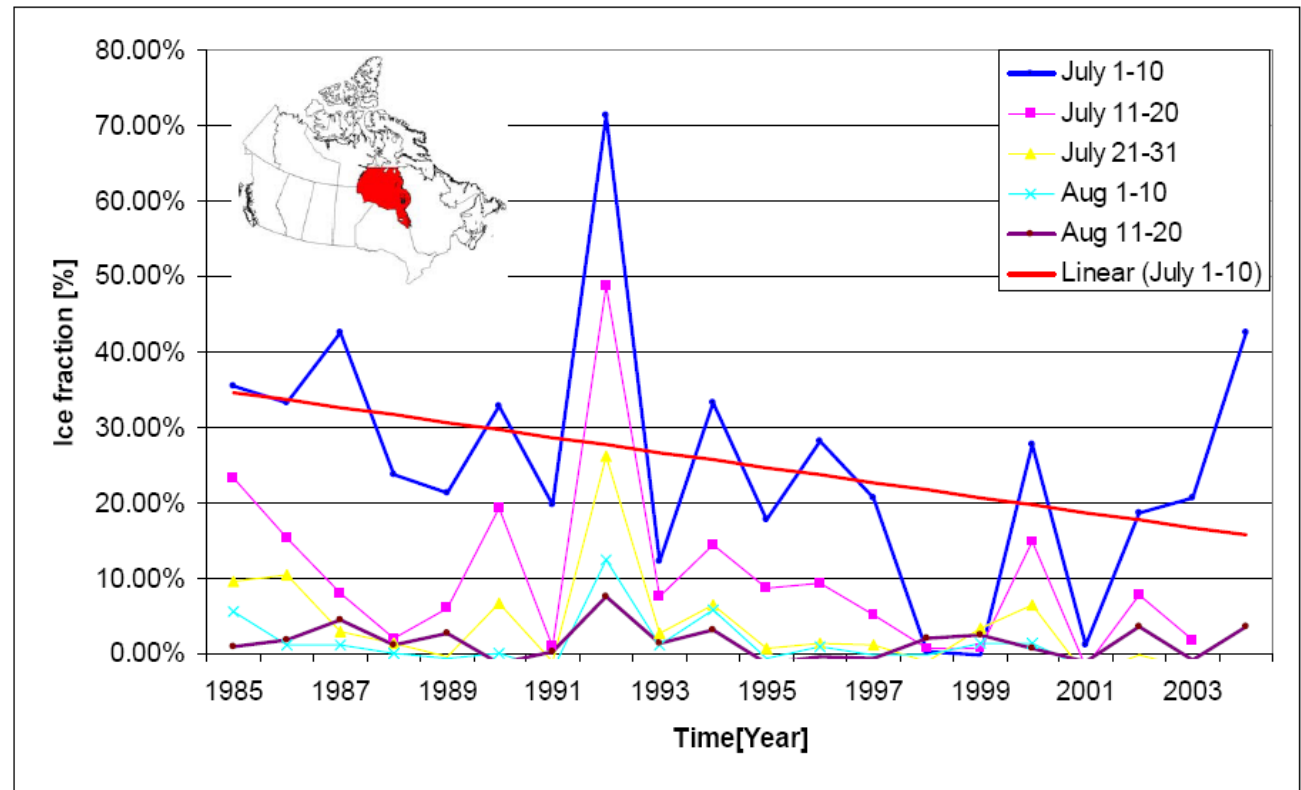 80.00%
70.00%
60.00%
50.00%
40.00%
30.00%
20.00%
10.00%
0.00%
Ice fraction [%]
July 1-10
July 11-20
July 21-31
Aug 1-10
Aug 11-20
Linear (July 1-10)
1985 1987 1989 1991 1993 1995 1997 1999 2001 2003
Time[Year]